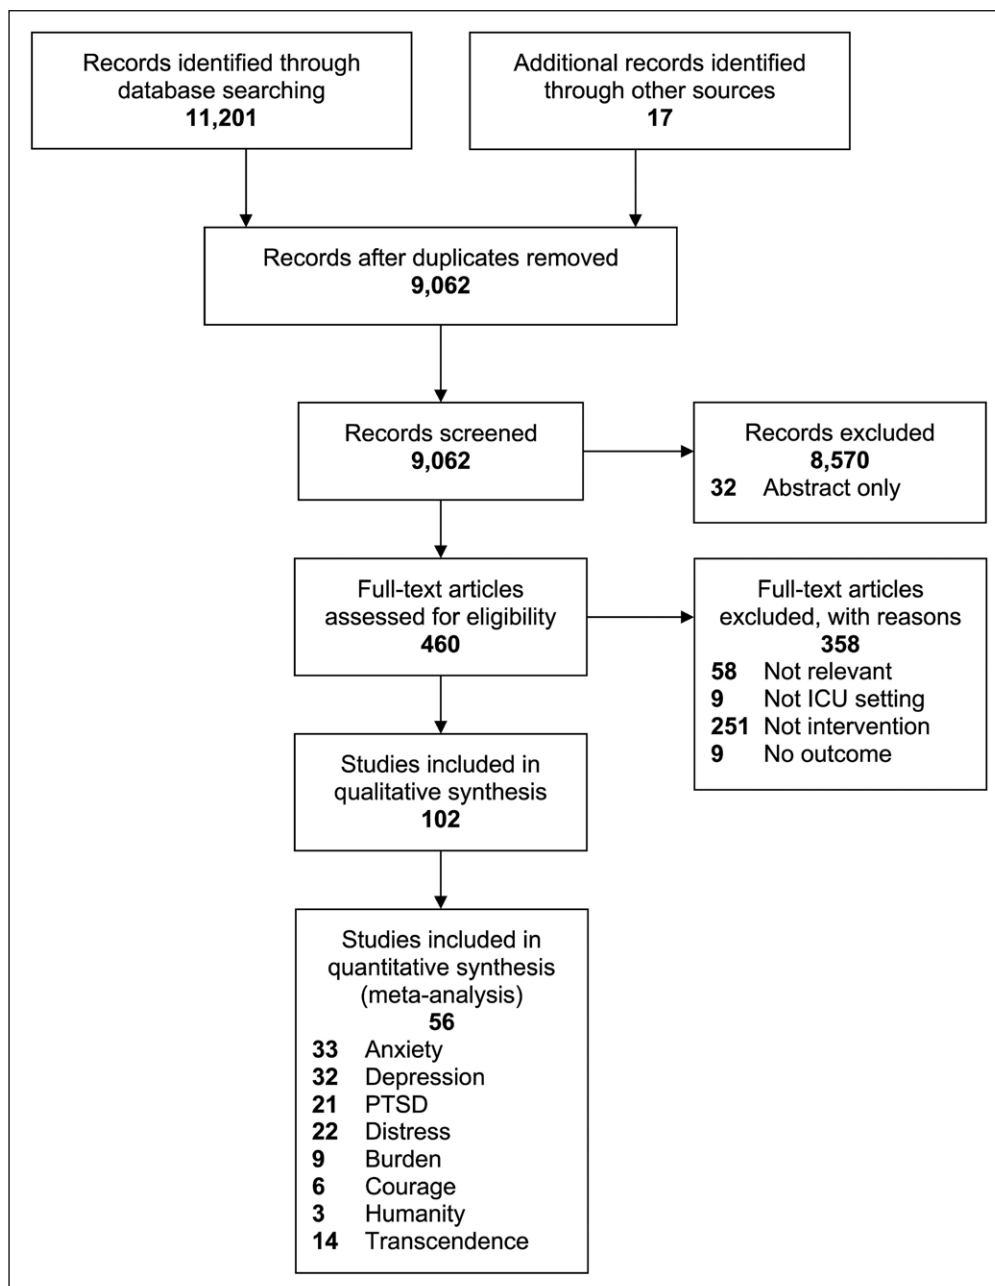 Records identified through
database searching
11,201
Additional records identified
through other sources
17
Records after duplicates removed
9,062
Records screened
9,062
Records excluded
8,570
32 Abstract only
Full-text articles
assessed for eligibility
460
Full-text articles
excluded, with reasons
358
58 Not relevant
9 Not ICU setting
251 Not intervention
9 No outcome
Studies included in
qualitative synthesis
102
Studies included in
quantitative synthesis
(meta-analysis)
56
33 Anxiety
32 Depression
21 PTSD
22 Distress
9 Burden
6 Courage
3 Humanity
14 Transcendence